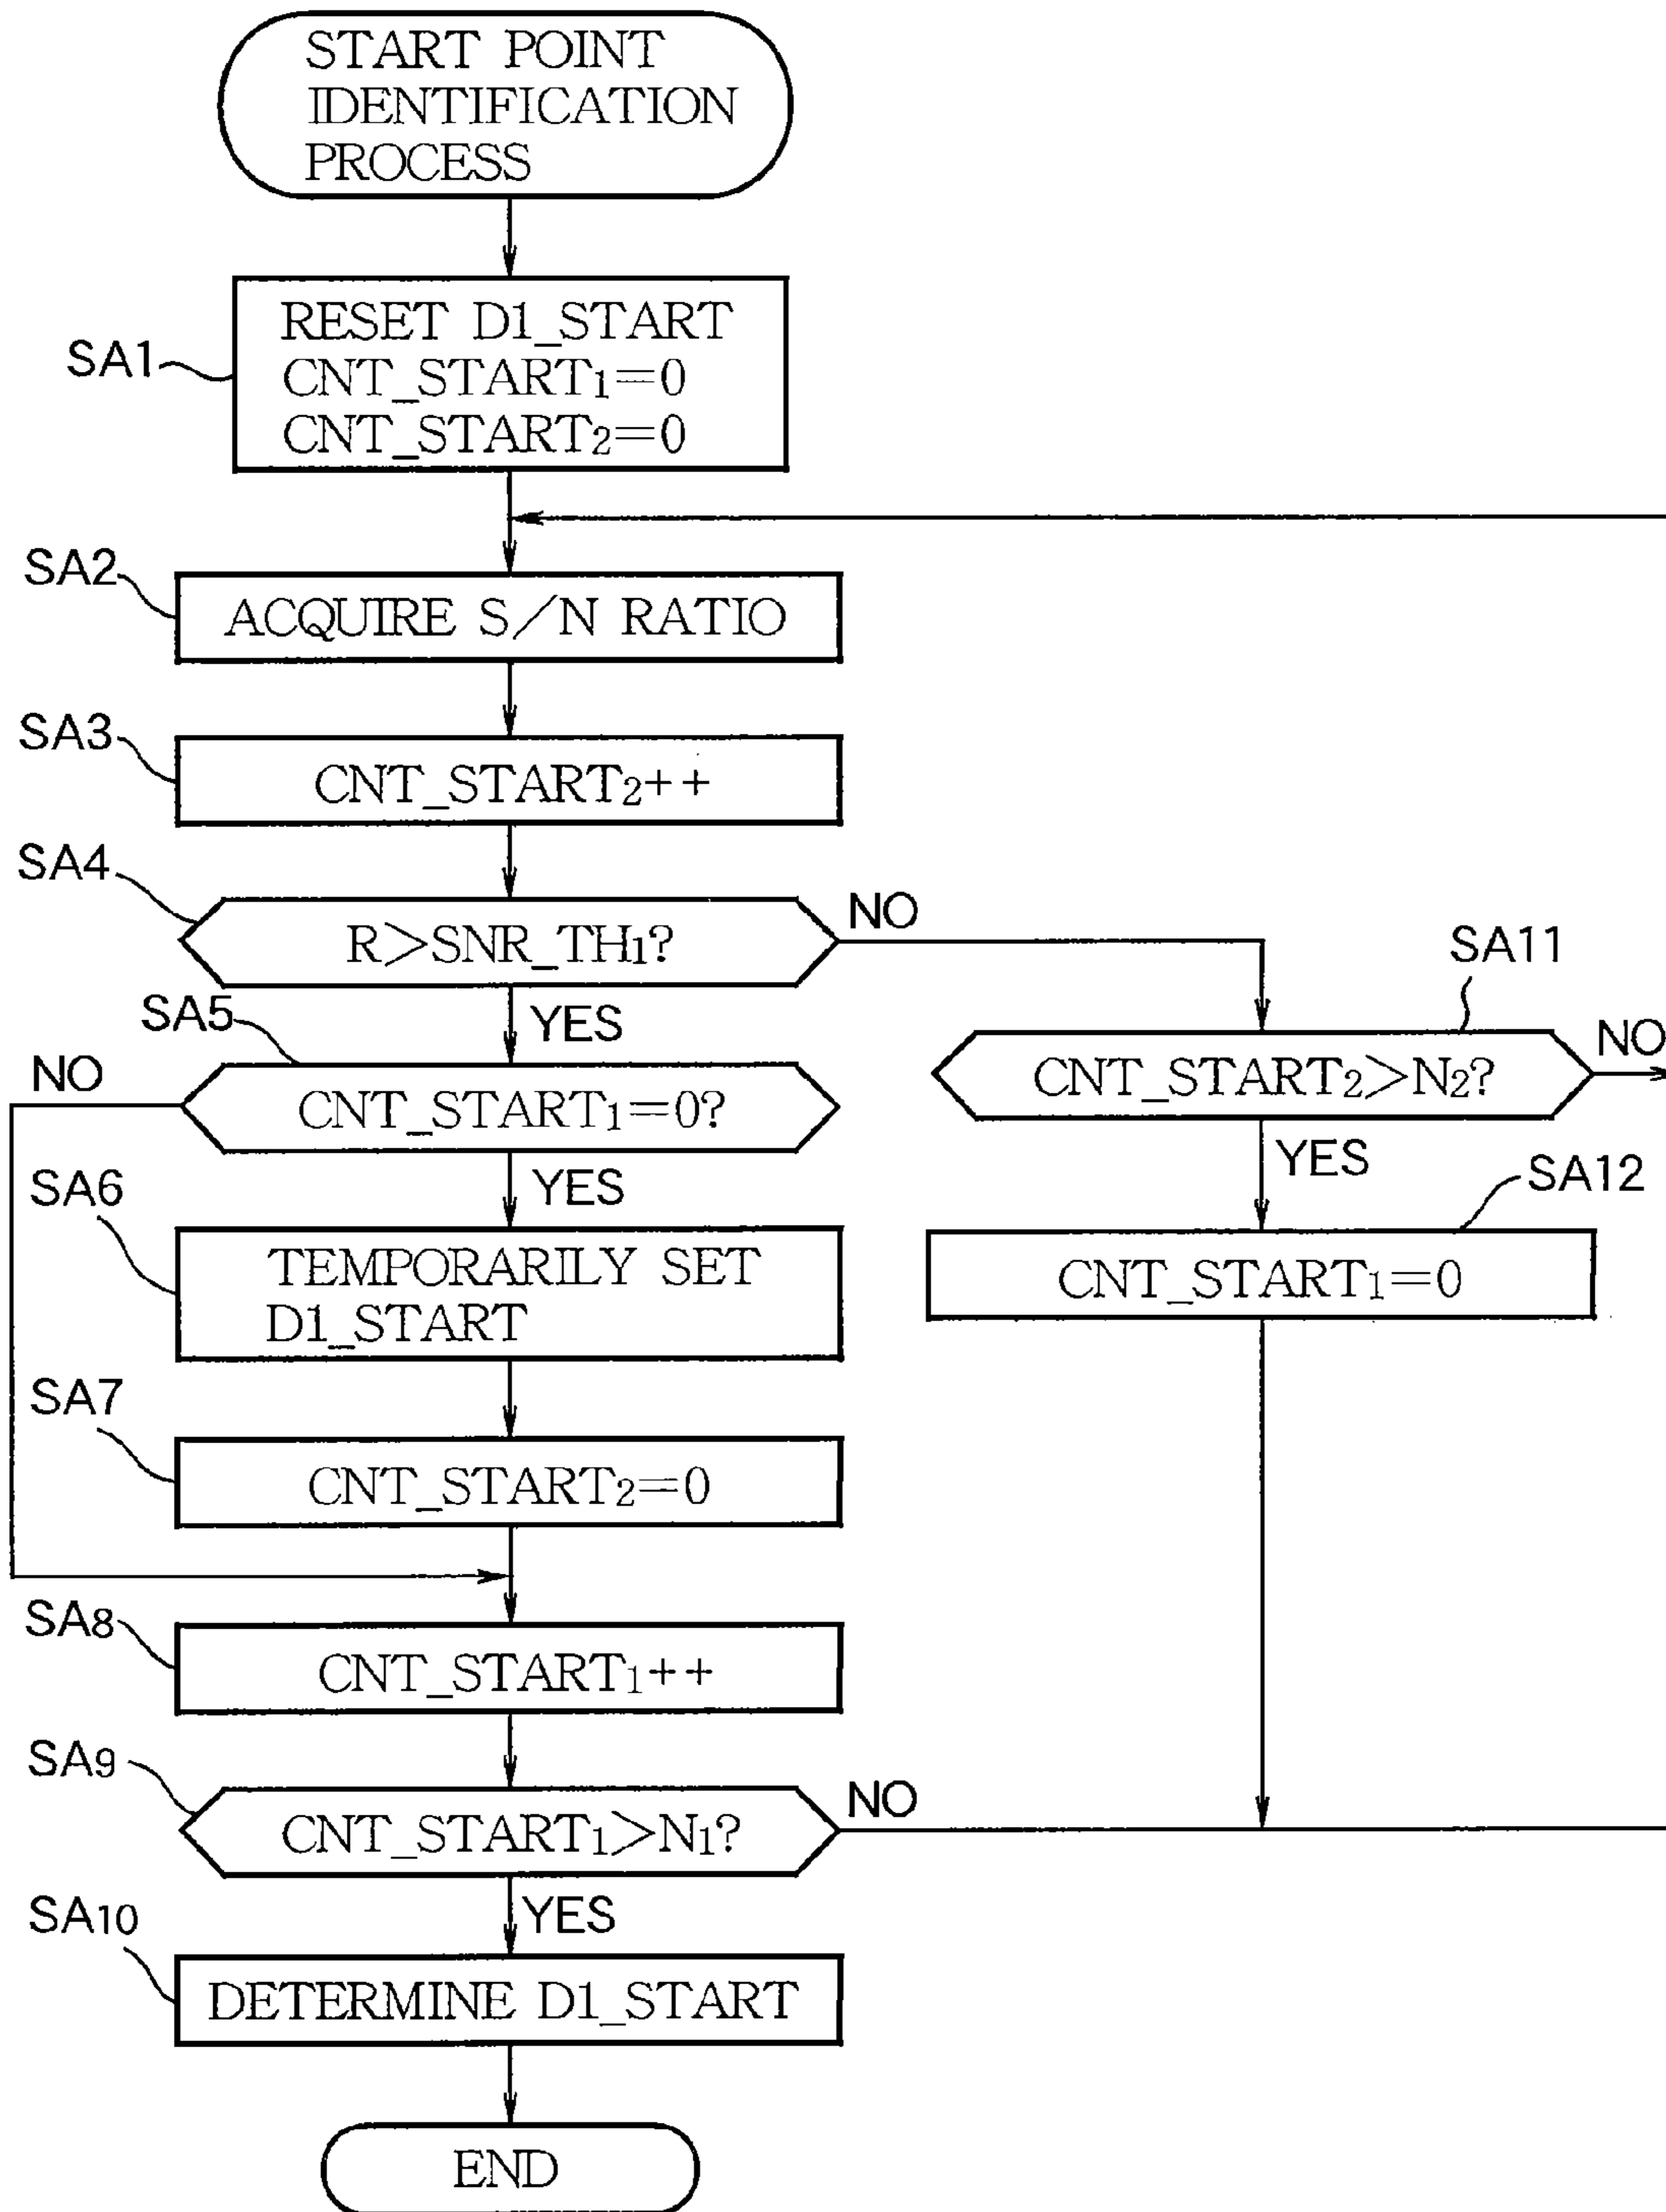 START POINT
IDENTIFICATION
PROCESS
SA1
RESET D1_START
CNT_START₁=0
CNT_START₂=0
SA2
ACQUIRE S/N RATIO
SA3
CNT_START₂++
SA4
R>SNR_TH₁?
NO
YES
SA5
CNT_START₁=0?
NO
YES
SA11
CNT_START₂>N₂?
NO
YES
SA6
TEMPORARILY SET
D1_START
SA12
CNT_START₁=0
SA7
CNT_START₂=0
SA8
CNT_START₁++
SA9
CNT_START₁>N₁?
NO
YES
SA10
DETERMINE D1_START
END